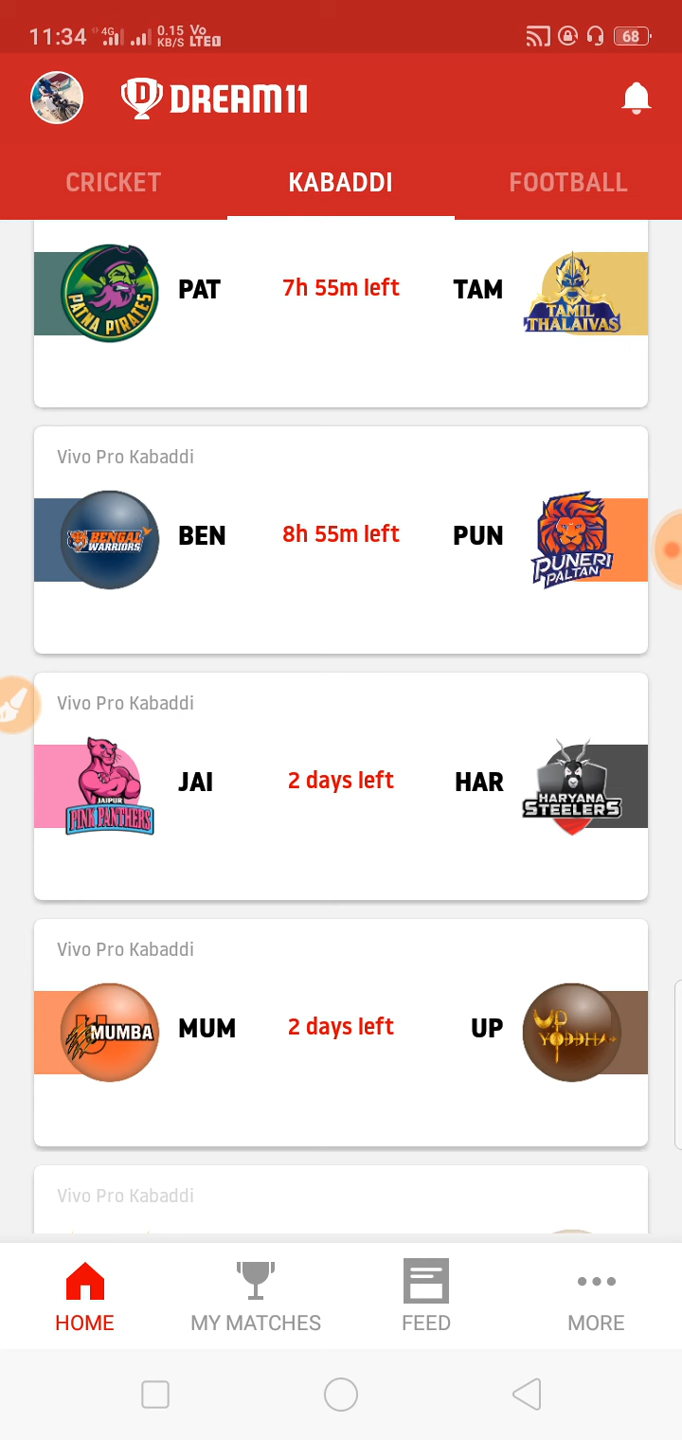 11:34 4G 0.15 KB/S Vo LTE 68
DREAM11
CRICKET KABADDI FOOTBALL
PATNA PIRATES PAT 7h 55m left TAM TAMIL THALAIVAS
Vivo Pro Kabaddi
BENGAL WARRIORS BEN 8h 55m left PUN PUNERI PALTAN
Vivo Pro Kabaddi
JAIPUR PINK PANTHERS JAI 2 days left HAR HARYANA STEELERS
Vivo Pro Kabaddi
U MUMBA MUM 2 days left UP UP YODDHA
Vivo Pro Kabaddi
HOME MY MATCHES FEED MORE